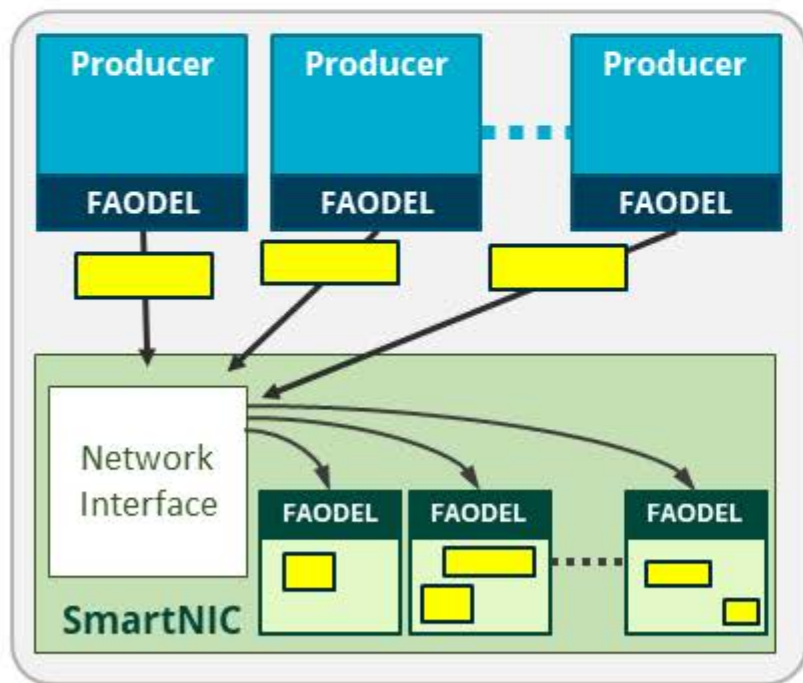 Producer
Producer
Producer
FAODEL
FAODEL
FAODEL
Network
Interface
FAODEL
FAODEL
FAODEL
SmartNIC